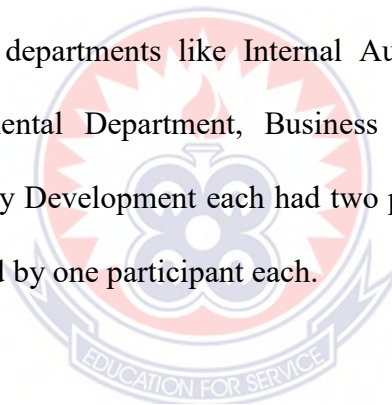 departments like Internal Au
ental Department, Business
y Development each had two p
d by one participant each.
EDUCATION FOR SERVICE